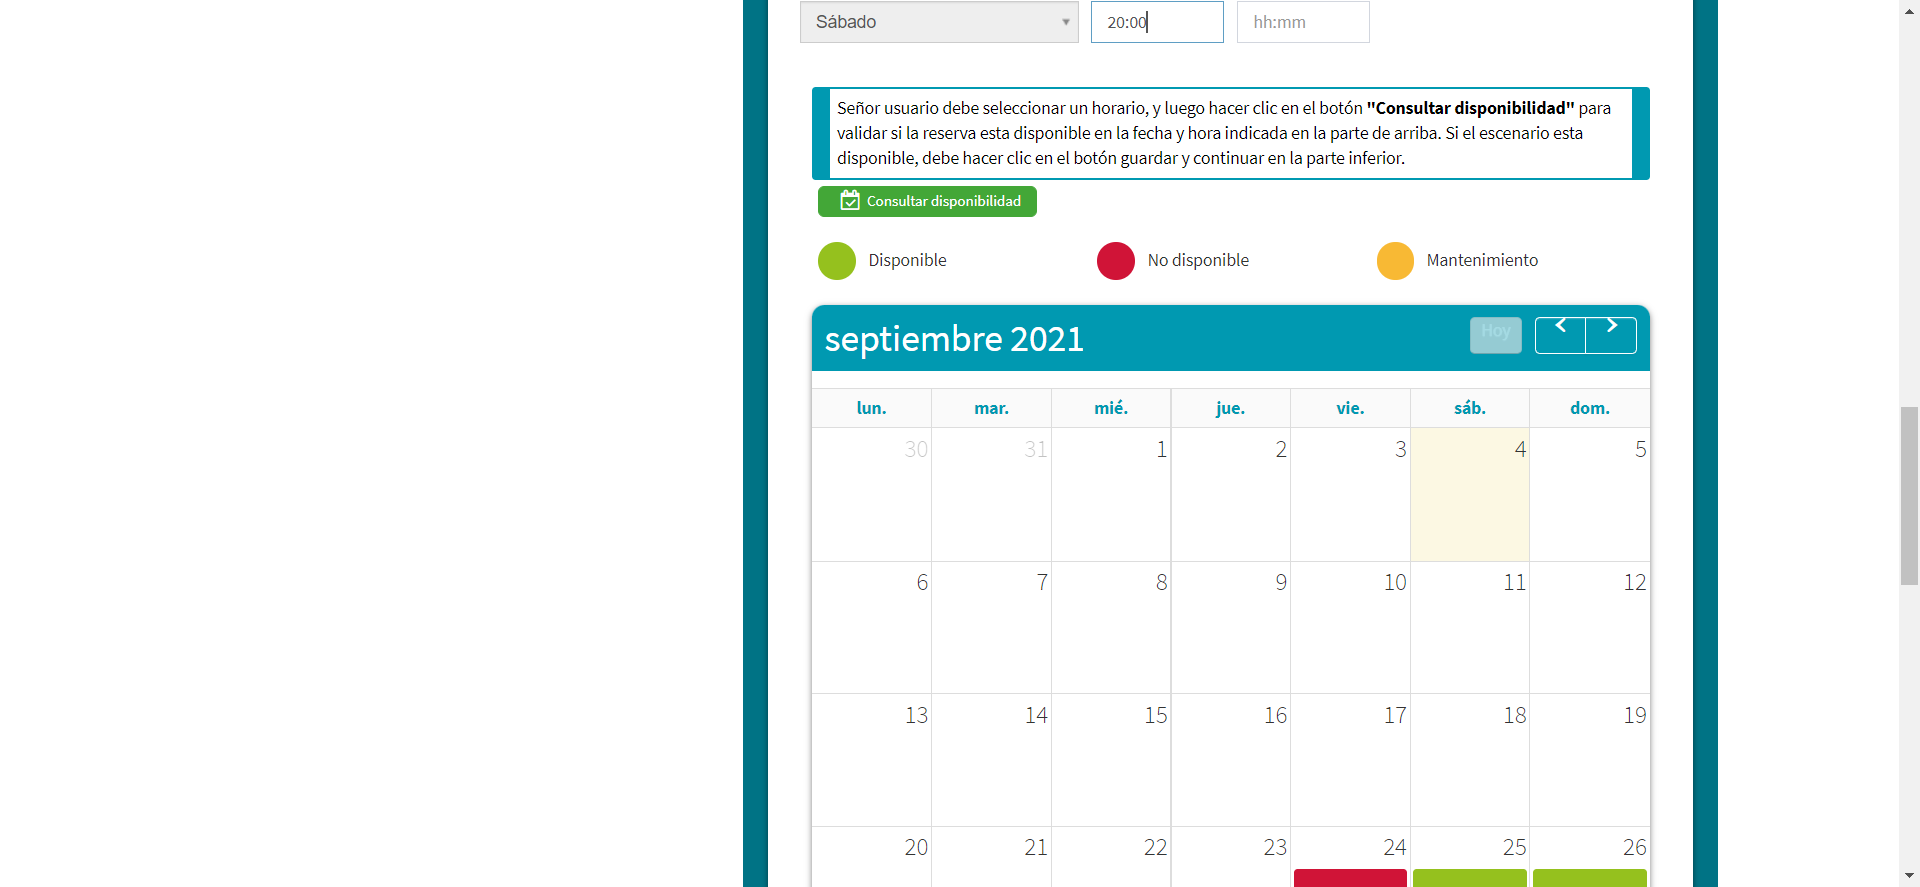 Sábado 20:00 hh:mm
Señor usuario debe seleccionar un horario, y luego hacer clic en el botón "Consultar disponibilidad" para
validar si la reserva esta disponible en la fecha y hora indicada en la parte de arriba. Si el escenario esta
disponible, debe hacer clic en el botón guardar y continuar en la parte inferior.
Consultar disponibilidad
Disponible No disponible Mantenimiento
septiembre 2021 Hoy
lun. mar. mié. jue. vie. sáb. dom.
30 31 1 2 3 4 5
6 7 8 9 10 11 12
13 14 15 16 17 18 19
20 21 22 23 24 25 26